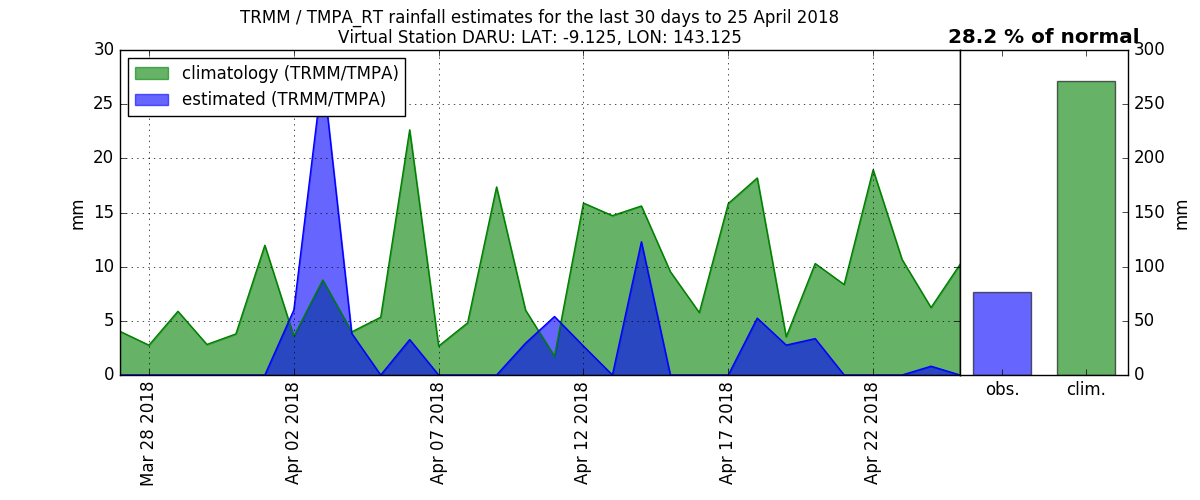 TRMM / TMPA_RT rainfall estimates for the last 30 days to 25 April 2018
Virtual Station DARU: LAT: -9.125, LON: 143.125
28.2 % of normal
climatology (TRMM/TMPA)
estimated (TRMM/TMPA)
30
25
20
15
10
5
0
mm
Mar 28 2018
Apr 02 2018
Apr 07 2018
Apr 12 2018
Apr 17 2018
Apr 22 2018
300
250
200
150
100
50
0
mm
obs.
clim.